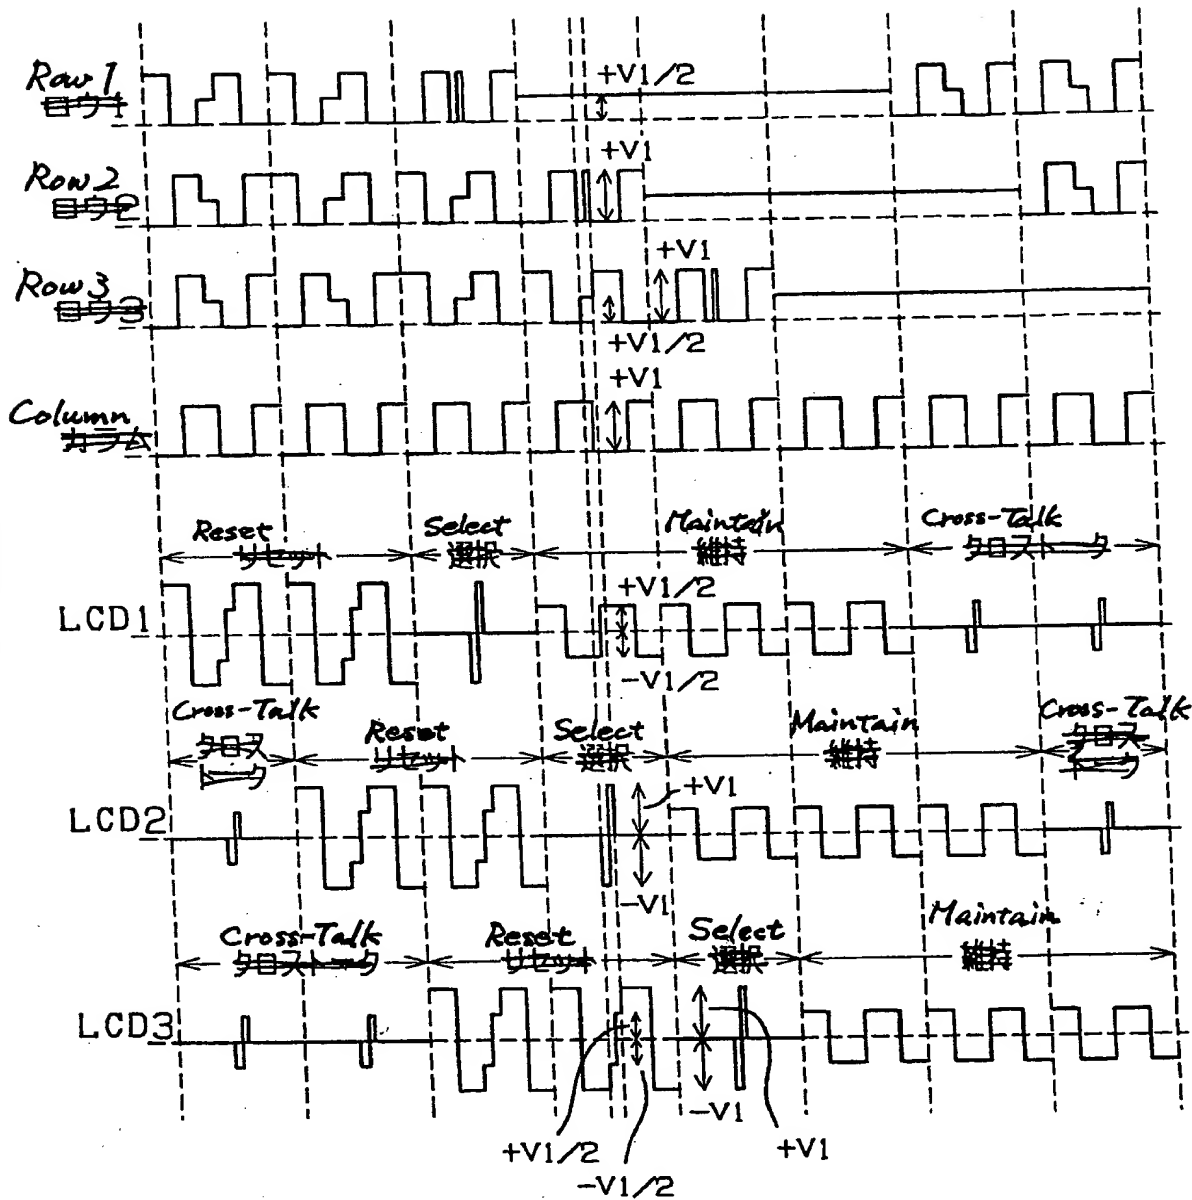 Row 1
ロウ1
+V1/2
+V1
Row 2
ロウ2
+V1
Row 3
ロウ3
+V1/2
+V1
Column
カラム
Reset
リセット
Select
選択
Maintain
維持
Cross-Talk
クロストーク
+V1/2
LCD1
-V1/2
Cross-Talk
クロス
トーク
Reset
リセット
Select
選択
Maintain
維持
Cross-Talk
クロス
トーク
+V1
LCD2
-V1
Cross-Talk
クロストーク
Reset
リセット
Select
選択
Maintain
維持
LCD3
-V1
+V1/2
+V1
-V1/2